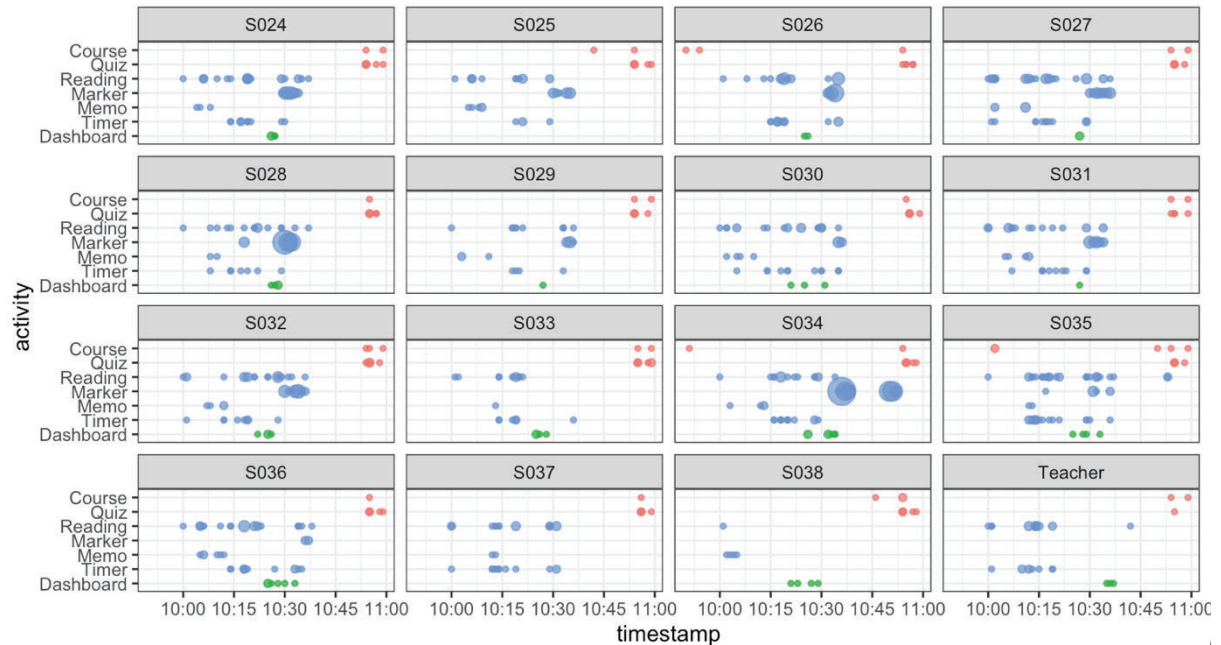 S024 S025 S026 S027
Course
Quiz
Reading
Marker
Memo
Timer
Dashboard
S028 S029 S030 S031
Course
Quiz
Reading
Marker
Memo
Timer
Dashboard
activity
S032 S033 S034 S035
Course
Quiz
Reading
Marker
Memo
Timer
Dashboard
S036 S037 S038 Teacher
Course
Quiz
Reading
Marker
Memo
Timer
Dashboard
10:00 10:15 10:30 10:45 11:00 10:00 10:15 10:30 10:45 11:00 10:00 10:15 10:30 10:45 11:00 10:00 10:15 10:30 10:45 11:00
timestamp